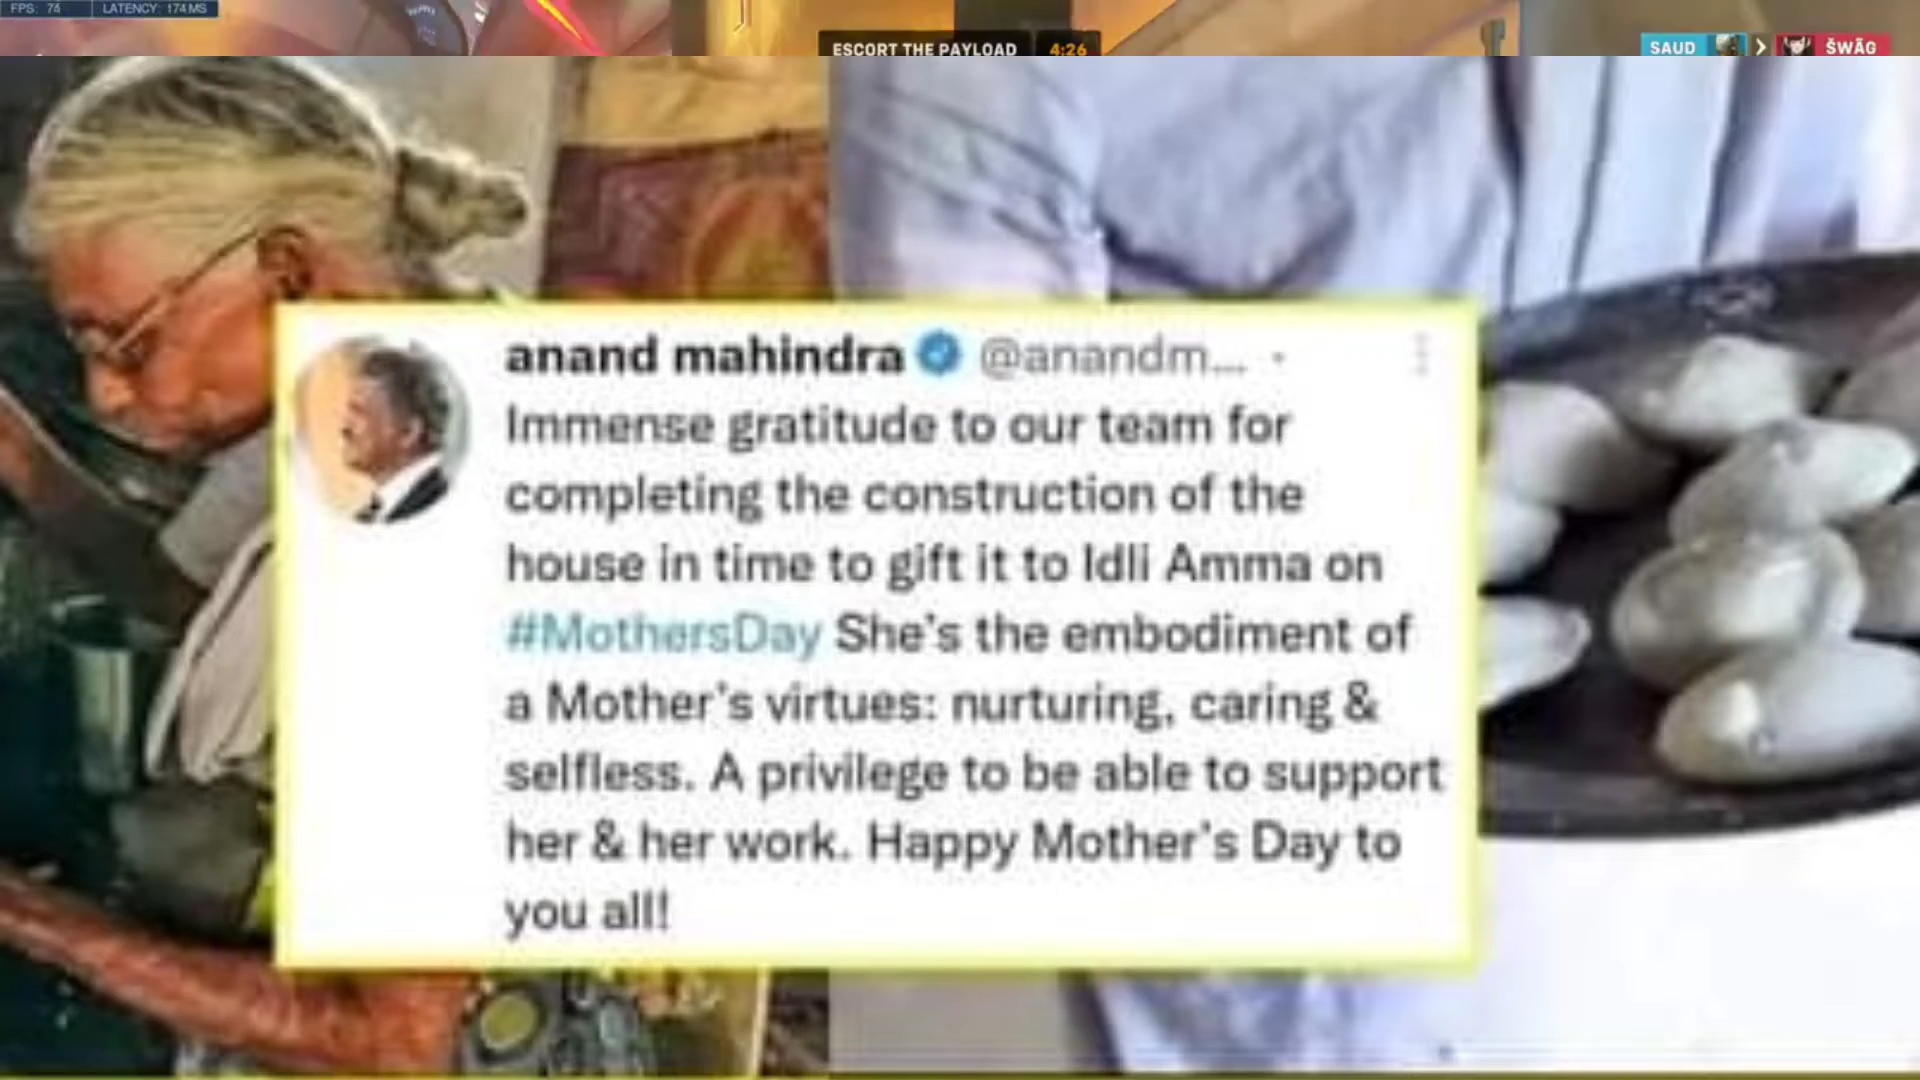 FPS: 76 LATENCY: 174 MS
ESCORT THE PAYLOAD 4:26
SAUD ŠWÃG
anand mahindra @anandm... ·
Immense gratitude to our team for
completing the construction of the
house in time to gift it to Idli Amma on
#MothersDay She's the embodiment of
a Mother's virtues: nurturing, caring &
selfless. A privilege to be able to support
her & her work. Happy Mother's Day to
you all!